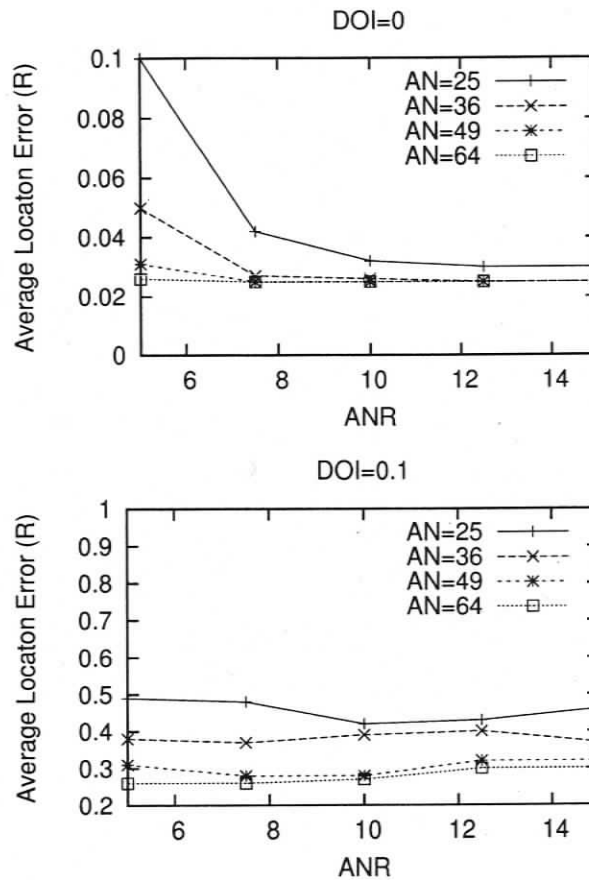 DOI=0
Average Locaton Error (R)
0.1
0.08
0.06
0.04
0.02
0
AN=25
AN=36
AN=49
AN=64
6 8 10 12 14
ANR
DOI=0.1
Average Locaton Error (R)
1
0.9
0.8
0.7
0.6
0.5
0.4
0.3
0.2
AN=25
AN=36
AN=49
AN=64
6 8 10 12 14
ANR